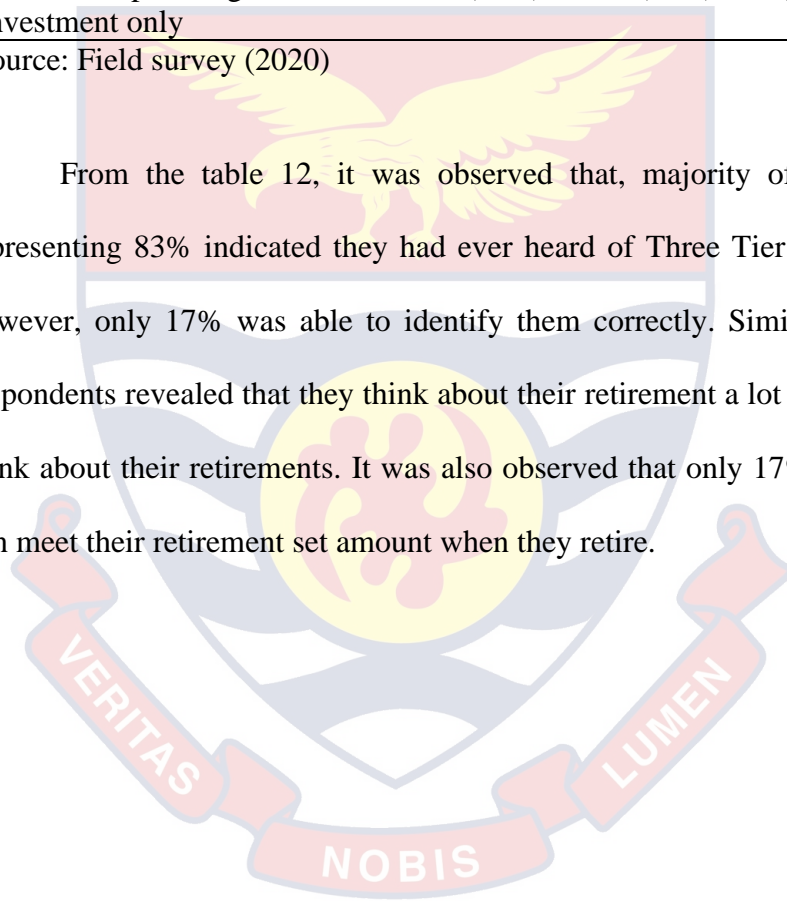 nvestment only
ource: Field survey (2020)
From the table 12, it was observed that, majority of
presenting 83% indicated they had ever heard of Three Tier
wever, only 17% was able to identify them correctly. Simi
pondents revealed that they think about their retirement a lot
nk about their retirements. It was also observed that only 17
n meet their retirement set amount when they retire.
VERITAS
NOBIS
LUMEN